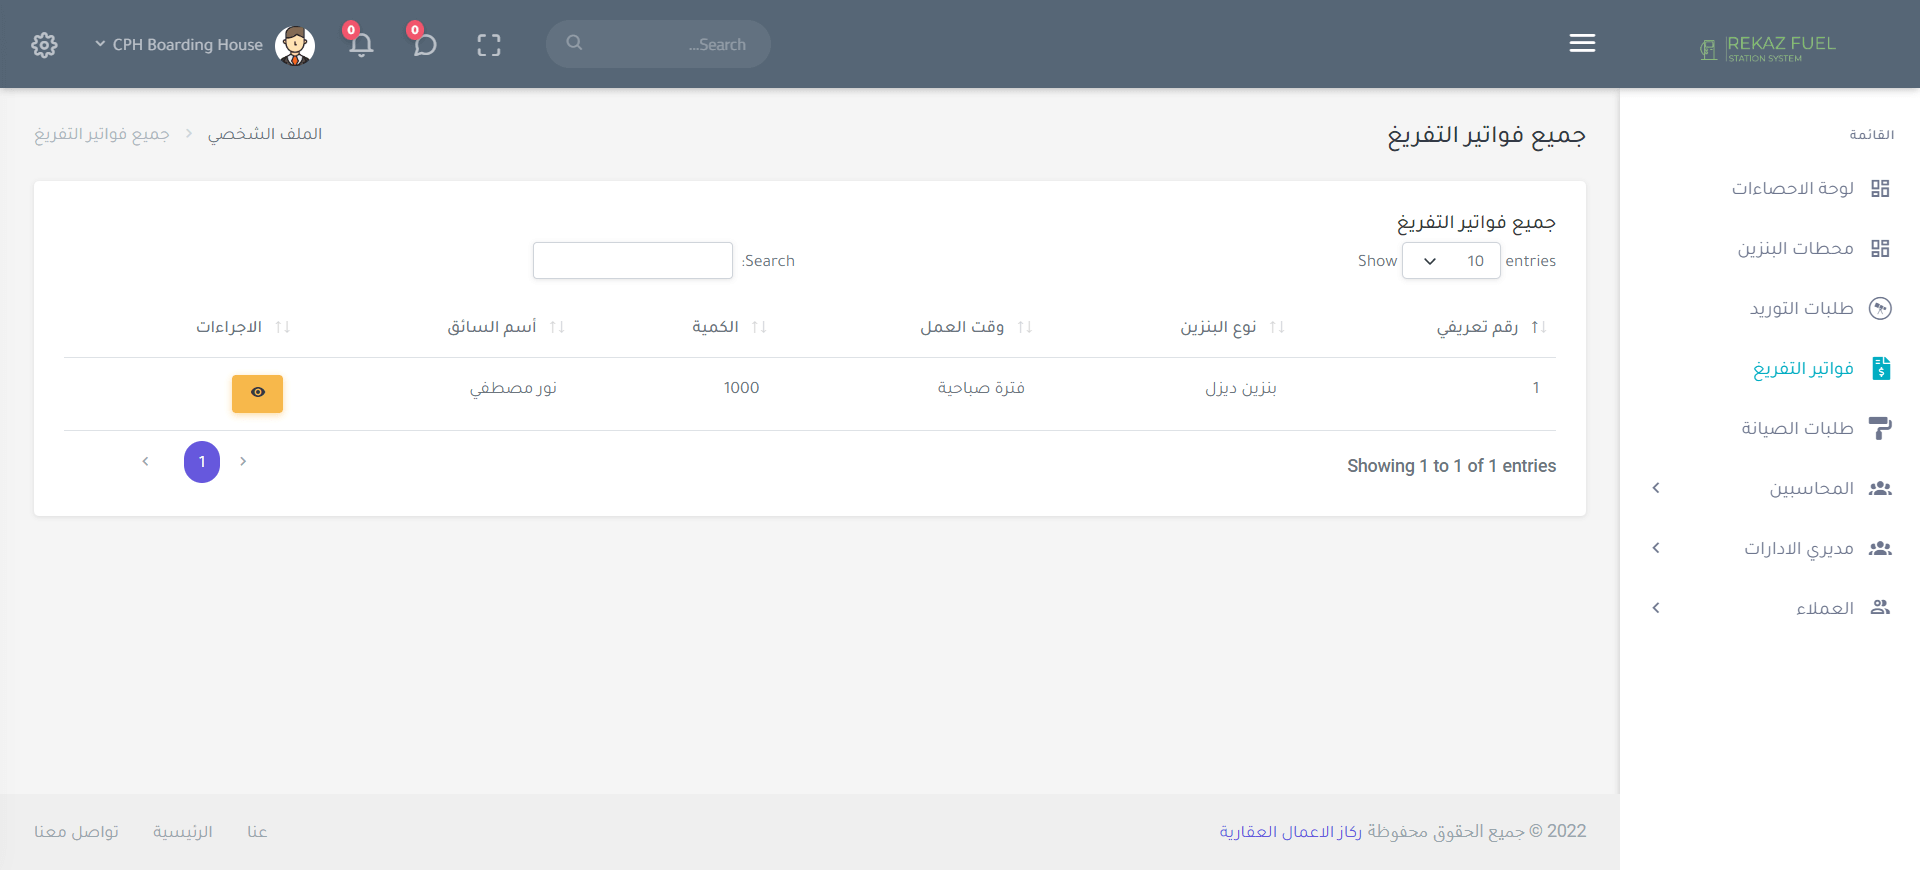 REKAZ FUEL
STATION SYSTEM
Search...
0
0
CPH Boarding House
القائمة
لوحة الاحصاءات
محطات البنزين
طلبات التوريد
فواتير التفريغ
طلبات الصيانة
المحاسبين
مديري الادارات
العملاء
جميع فواتير التفريغ
الملف الشخصي
جميع فواتير التفريغ
جميع فواتير التفريغ
Show 10 entries
Search:
رقم تعريفي نوع البنزين وقت العمل الكمية أسم السائق الاجراءات
1 بنزين ديزل فترة صباحية 1000 نور مصطفي
Showing 1 to 1 of 1 entries
1
2022 © جميع الحقوق محفوظة ركاز الاعمال العقارية
عنا الرئيسية تواصل معنا